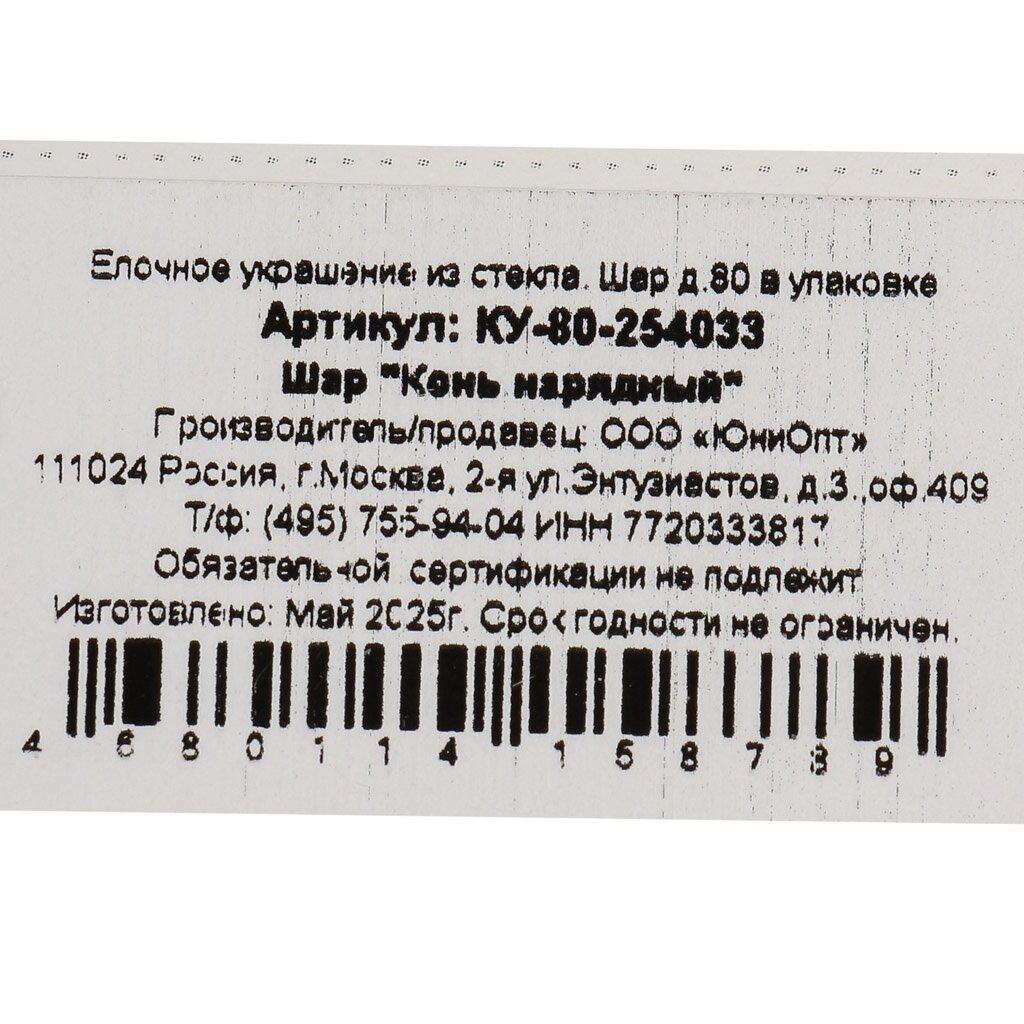 Елочное украшение из стекла. Шар д.80 в упаковке
Артикул: КУ-80-254033
Шар "Конь нарядный"
Производитель/продавец: ООО «ЮниОпт»
111024 Россия, г.Москва, 2-я ул.Энтузиастов, д.3.,оф.409
Т/ф: (495) 755-94-04 ИНН 7720333817
Обязательной сертификации не подлежит
Изготовлено: Май 2025г. Срок годности не ограничен.
4 680114 158789